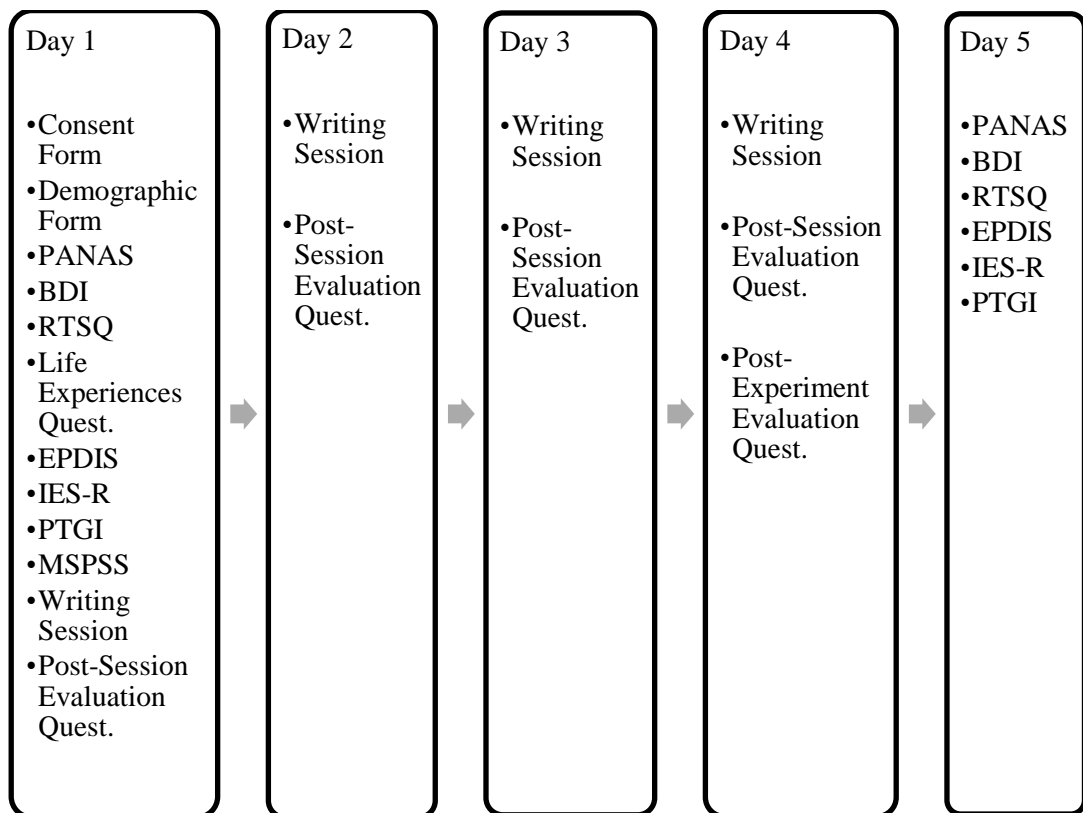 Day 1
•Consent
Form
•Demographic
Form
•PANAS
•BDI
•RTSQ
•Life
Experiences
Quest.
•EPDIS
•IES-R
•PTGI
•MSPSS
•Writing
Session
•Post-Session
Evaluation
Quest.
Day 2
•Writing
Session
•Post-
Session
Evaluation
Quest.
Day 3
•Writing
Session
•Post-
Session
Evaluation
Quest.
Day 4
•Writing
Session
•Post-Session
Evaluation
Quest.
•Post-
Experiment
Evaluation
Quest.
Day 5
•PANAS
•BDI
•RTSQ
•EPDIS
•IES-R
•PTGI